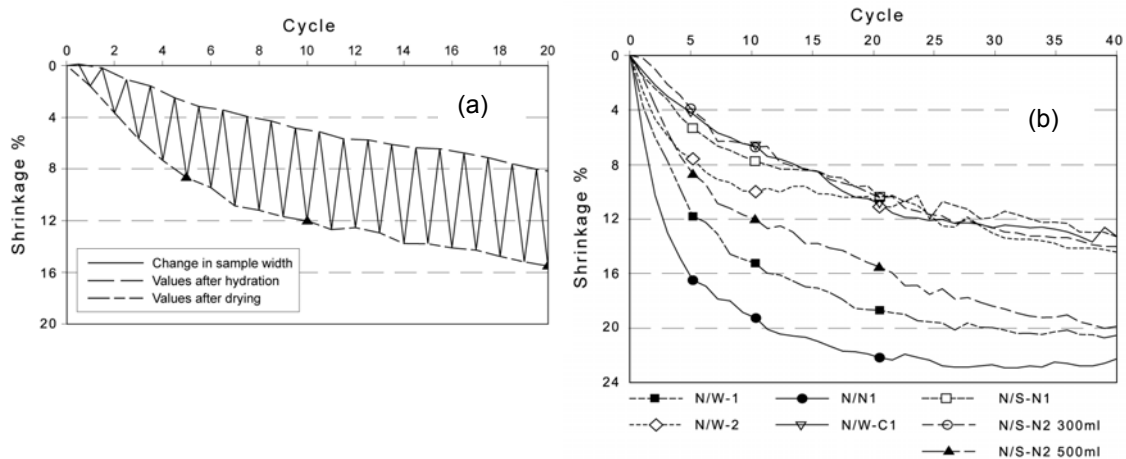 Cycle
0 2 4 6 8 10 12 14 16 18 20
0
4
8
12
16
20
Shrinkage %
(a)
Change in sample width
Values after hydration
Values after drying
Cycle
0 5 10 15 20 25 30 35 40
0
4
8
12
16
20
24
Shrinkage %
(b)
N/W-1 N/N1 N/S-N1
N/W-2 N/W-C1 N/S-N2 300ml
N/S-N2 500ml